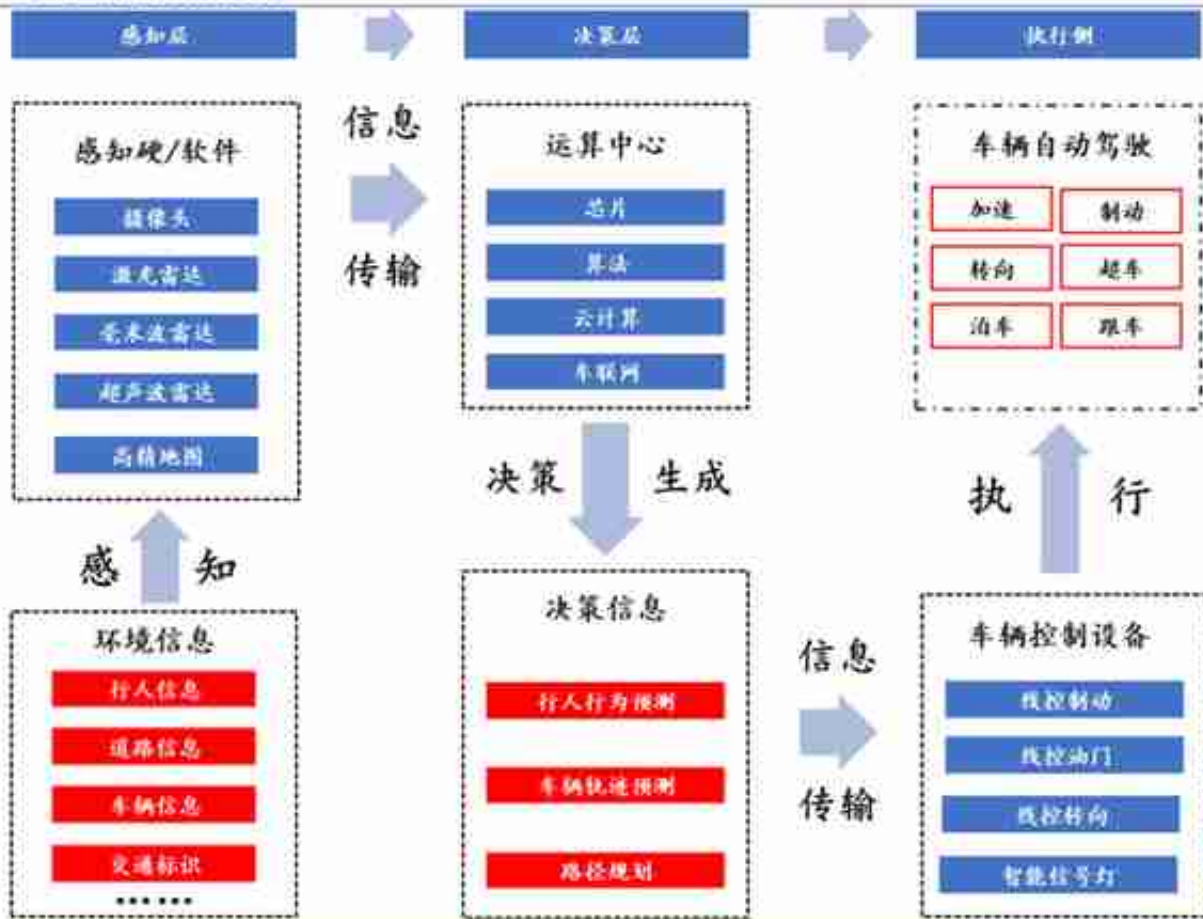 感知层
决策层
执行侧
感知硬/软件
摄像头
激光雷达
毫米波雷达
超声波雷达
高精地图
感知
环境信息
行人信息
道路信息
车辆信息
交通标识
……
信息
传输
运算中心
芯片
算法
云计算
车联网
决策 生成
决策信息
行人行为预测
车辆轨迹预测
路径规划
信息
传输
车辆自动驾驶
加速 制动
转向 超车
泊车 跟车
执行
车辆控制设备
线控制动
线控油门
线控转向
智能信号灯